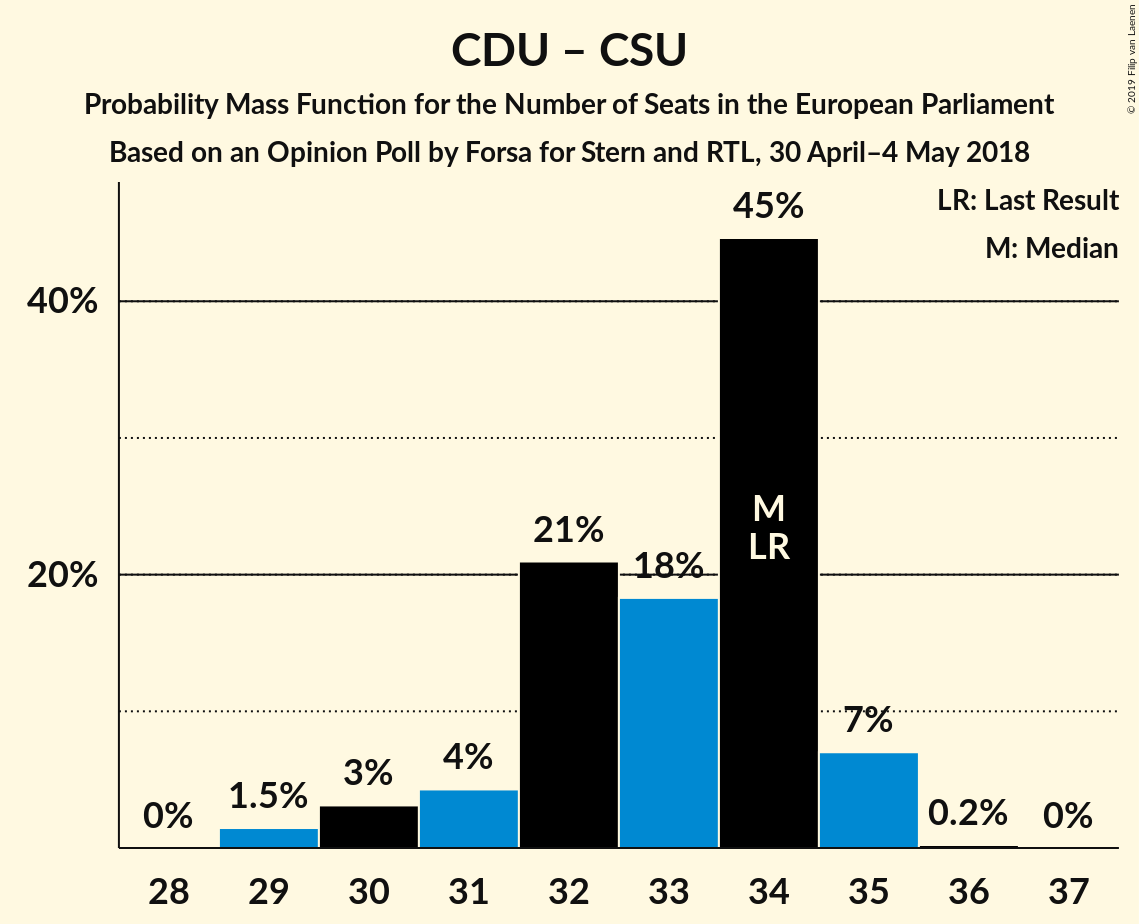 CDU – CSU
Probability Mass Function for the Number of Seats in the European Parliament
Based on an Opinion Poll by Forsa for Stern and RTL, 30 April–4 May 2018
© 2019 Filip van Laenen
LR: Last Result
M: Median
45%
40%
M
LR
21%
18%
20%
7%
4%
3%
1.5%
0%
0.2%
0%
28 29 30 31 32 33 34 35 36 37